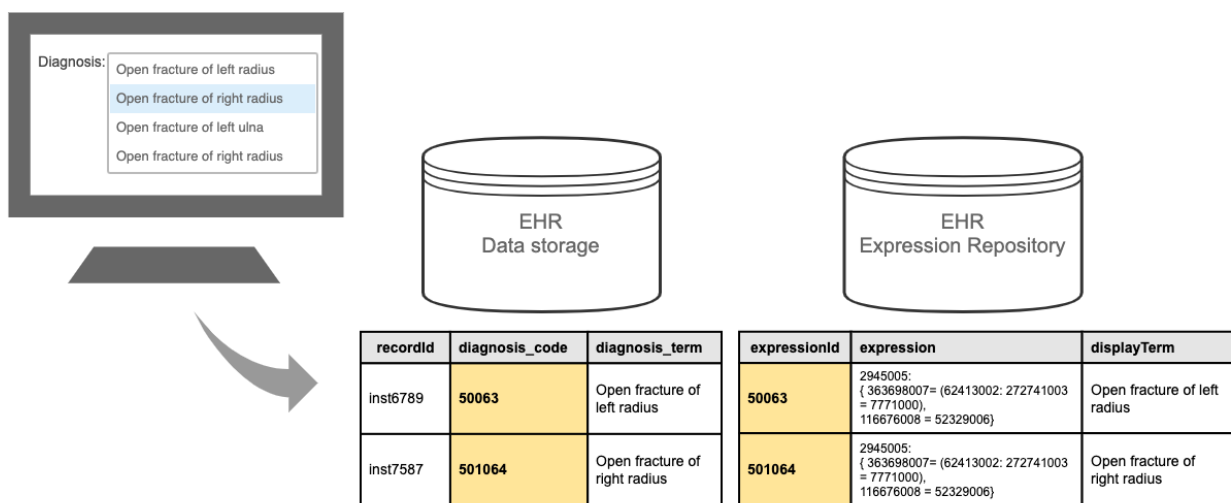 Diagnosis:
Open fracture of left radius
Open fracture of right radius
Open fracture of left ulna
Open fracture of right radius
EHR
Data storage
EHR
Expression Repository
recordId diagnosis_code diagnosis_term
inst6789 50063 Open fracture of
left radius
inst7587 501064 Open fracture of
right radius
expressionId expression displayTerm
50063
2945005:
{ 363698007= (62413002: 272741003
= 7771000),
116676008 = 52329006}
Open fracture of left
radius
501064
2945005:
{ 363698007= (62413002: 272741003
= 7771000),
116676008 = 52329006}
Open fracture of
right radius